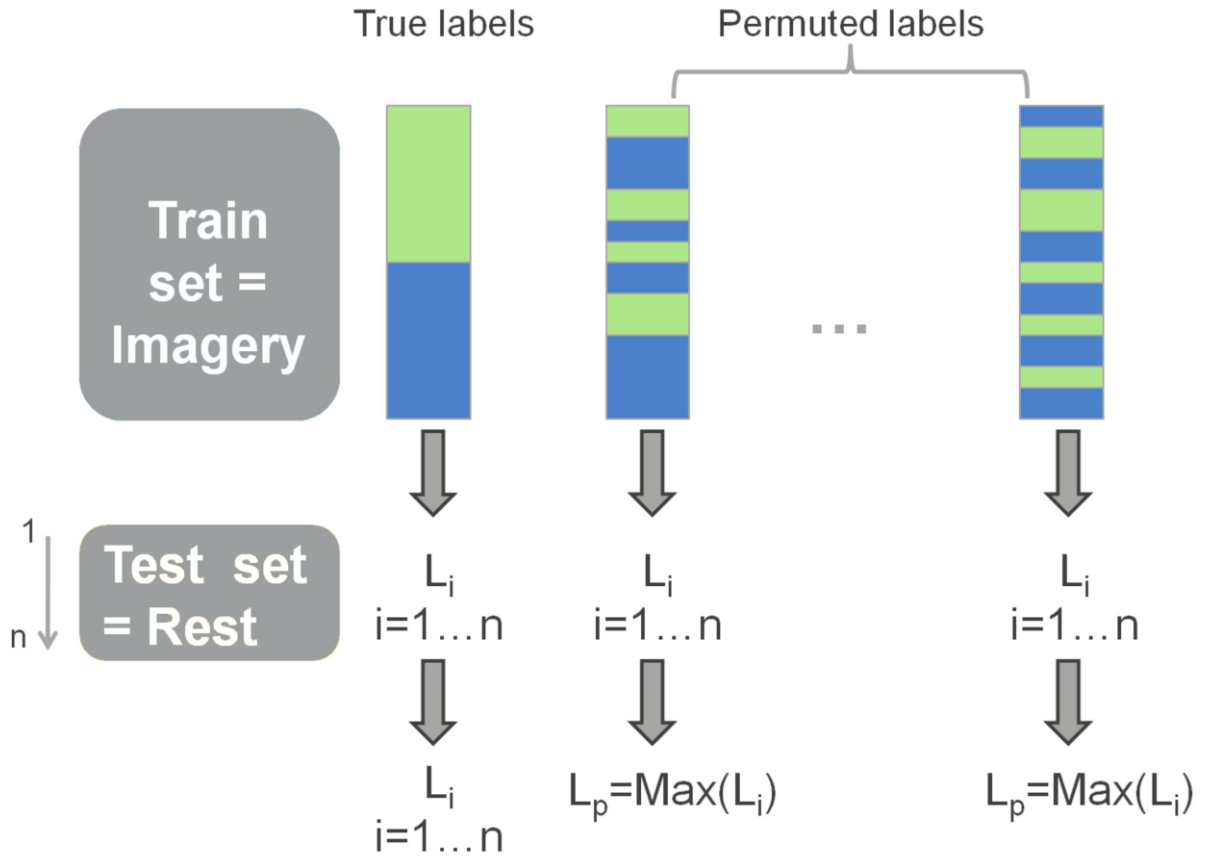 True labels
Permuted labels
Train
set =
Imagery
...
1
n
Test set
= Rest
Li
i=1...n
Li
i=1...n
Li
i=1...n
Li
i=1...n
Lp=Max(Li)
Lp=Max(Li)